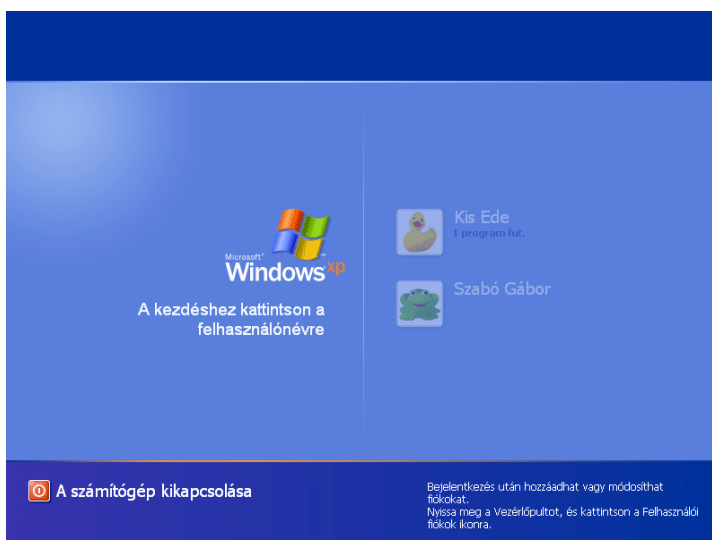 Microsoft®
Windows xp
A kezdéshez kattintson a
felhasználónévre
Kis Ede
1 program fut.
Szabó Gábor
A számítógép kikapcsolása
Bejelentkezés után hozzáadhat vagy módosíthat
fiókokat.
Nyissa meg a Vezérlőpultot, és kattintson a Felhasználói
fiókok ikonra.